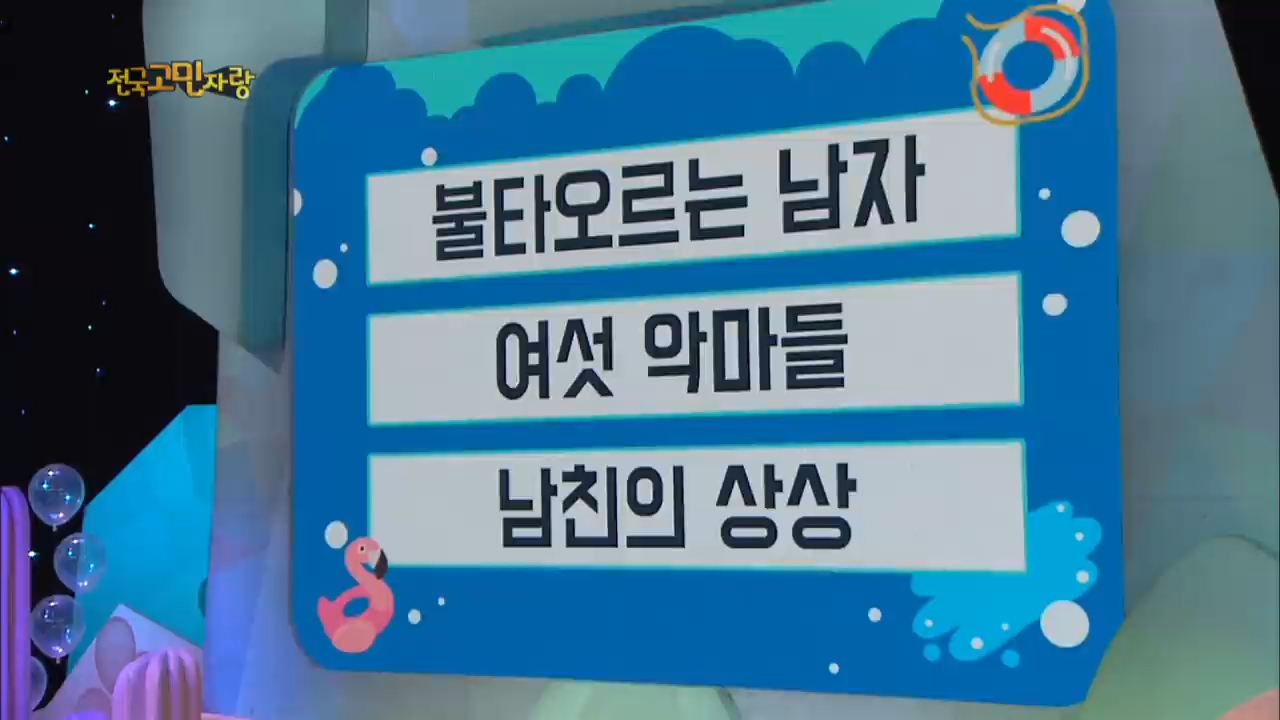 전국고민자랑
불타오르는 남자
여섯 악마들
남친의 상상